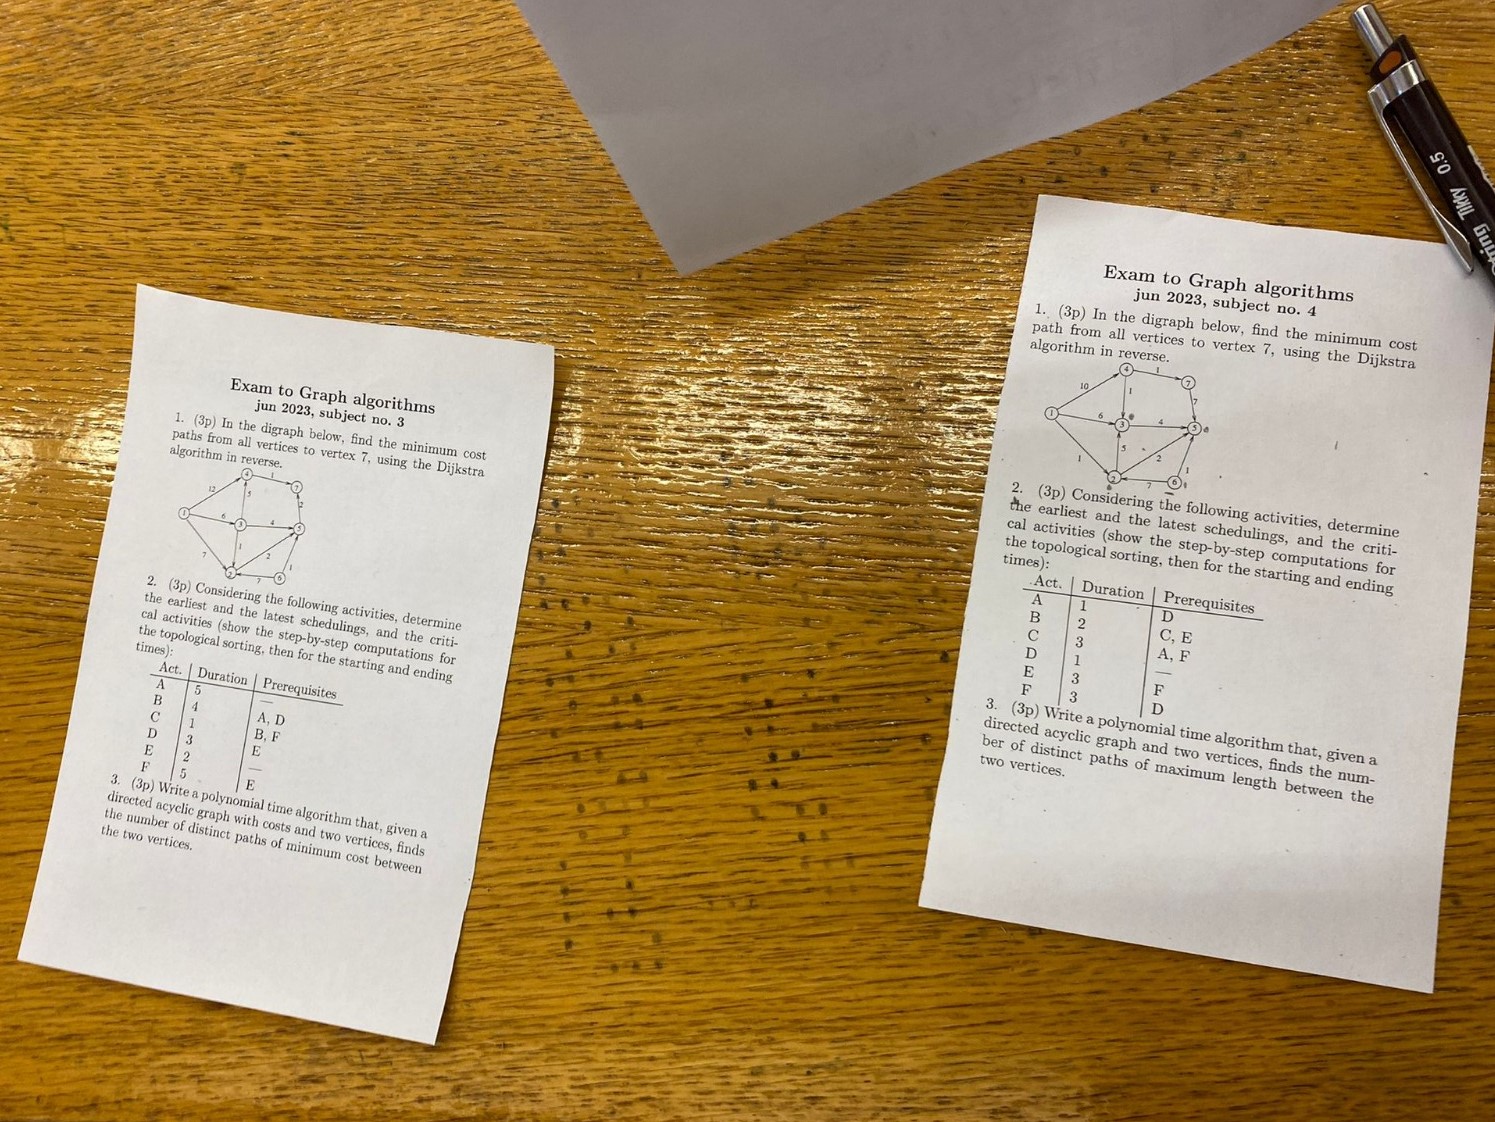 Exam to Graph algorithms
jun 2023, subject no. 3
1. (3p) In the digraph below, find the minimum cost
paths from all vertices to vertex 7, using the Dijkstra
algorithm in reverse.
4 1 7
12 5 2
1 6 3 4 5
7 1 2 1
2 7 6
2. (3p) Considering the following activities, determine
the earliest and the latest schedulings, and the criti-
cal activities (show the step-by-step computations for
the topological sorting, then for the starting and ending
times):
Act. Duration Prerequisites
A 5 —
B 4 A, D
C 1 B, F
D 3 E
E 2 —
F 5 E
3. (3p) Write a polynomial time algorithm that, given a
directed acyclic graph with costs and two vertices, finds
the number of distinct paths of minimum cost between
the two vertices.
Exam to Graph algorithms
jun 2023, subject no. 4
1. (3p) In the digraph below, find the minimum cost
path from all vertices to vertex 7, using the Dijkstra
algorithm in reverse.
4 1 7
10 1 7
1 6 3 4 5
1 5 2 1
2 7 6
2. (3p) Considering the following activities, determine
the earliest and the latest schedulings, and the criti-
cal activities (show the step-by-step computations for
the topological sorting, then for the starting and ending
times):
Act. Duration Prerequisites
A 1 D
B 2 C, E
C 3 A, F
D 1 —
E 3 F
F 3 D
3. (3p) Write a polynomial time algorithm that, given a
directed acyclic graph and two vertices, finds the num-
ber of distinct paths of maximum length between the
two vertices.
Tikky 0.5